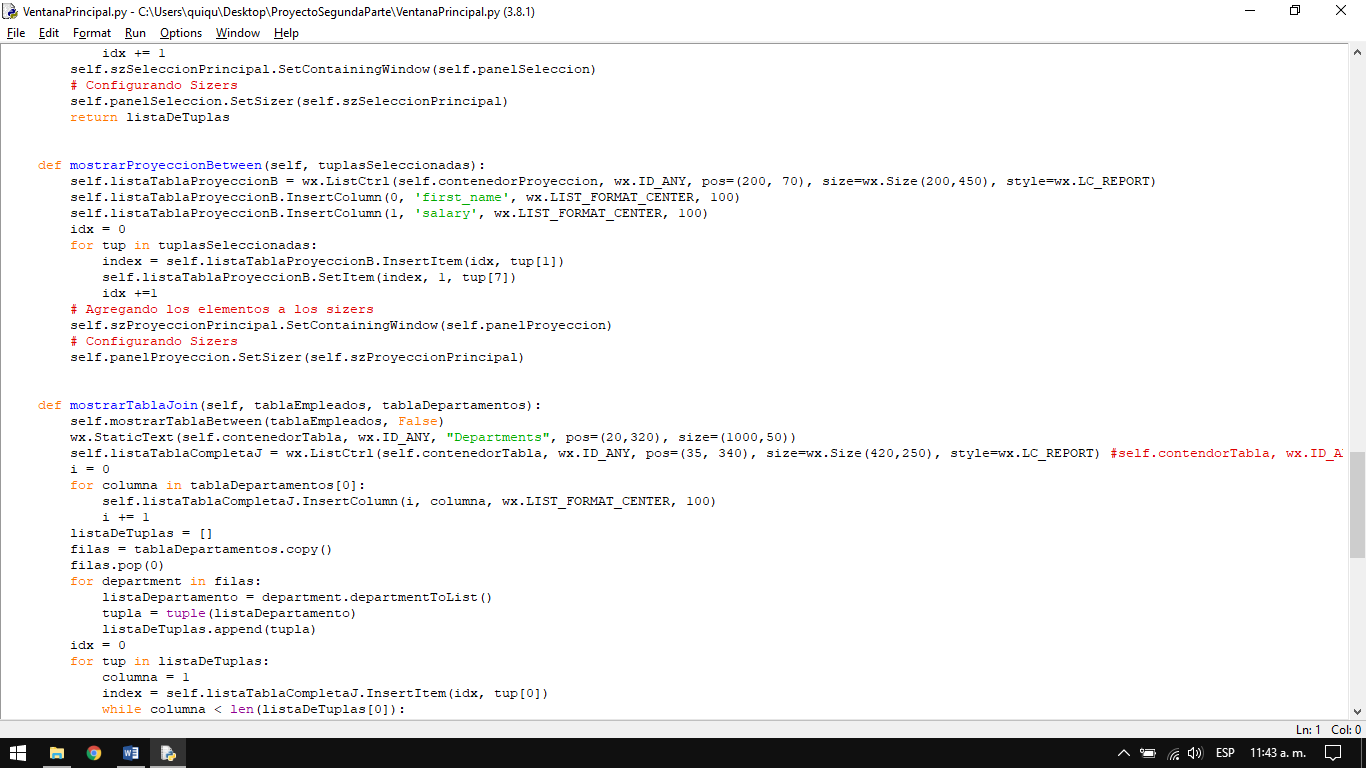 VentanaPrincipal.py - C:\Users\quiqu\Desktop\ProyectoSegundaParte\VentanaPrincipal.py (3.8.1)
File Edit Format Run Options Window Help
            idx += 1
        self.szSeleccionPrincipal.SetContainingWindow(self.panelSeleccion)
        # Configurando Sizers
        self.panelSeleccion.SetSizer(self.szSeleccionPrincipal)
        return listaDeTuplas

    def mostrarProyeccionBetween(self, tuplasSeleccionadas):
        self.listaTablaProyeccionB = wx.ListCtrl(self.contenedorProyeccion, wx.ID_ANY, pos=(200, 70), size=wx.Size(200,450), style=wx.LC_REPORT)
        self.listaTablaProyeccionB.InsertColumn(0, 'first_name', wx.LIST_FORMAT_CENTER, 100)
        self.listaTablaProyeccionB.InsertColumn(1, 'salary', wx.LIST_FORMAT_CENTER, 100)
        idx = 0
        for tup in tuplasSeleccionadas:
            index = self.listaTablaProyeccionB.InsertItem(idx, tup[1])
            self.listaTablaProyeccionB.SetItem(index, 1, tup[7])
            idx +=1
        # Agregando los elementos a los sizers
        self.szProyeccionPrincipal.SetContainingWindow(self.panelProyeccion)
        # Configurando Sizers
        self.panelProyeccion.SetSizer(self.szProyeccionPrincipal)

    def mostrarTablaJoin(self, tablaEmpleados, tablaDepartamentos):
        self.mostrarTablaBetween(tablaEmpleados, False)
        wx.StaticText(self.contenedorTabla, wx.ID_ANY, "Departments", pos=(20,320), size=(1000,50))
        self.listaTablaCompletaJ = wx.ListCtrl(self.contenedorTabla, wx.ID_ANY, pos=(35, 340), size=wx.Size(420,250), style=wx.LC_REPORT) #self.contendorTabla, wx.ID_A
        i = 0
        for columna in tablaDepartamentos[0]:
            self.listaTablaCompletaJ.InsertColumn(i, columna, wx.LIST_FORMAT_CENTER, 100)
            i += 1
        listaDeTuplas = []
        filas = tablaDepartamentos.copy()
        filas.pop(0)
        for department in filas:
            listaDepartamento = department.departmentToList()
            tupla = tuple(listaDepartamento)
            listaDeTuplas.append(tupla)
        idx = 0
        for tup in listaDeTuplas:
            columna = 1
            index = self.listaTablaCompletaJ.InsertItem(idx, tup[0])
            while columna < len(listaDeTuplas[0]):
Ln: 1 Col: 0
ESP 11:43 a. m.